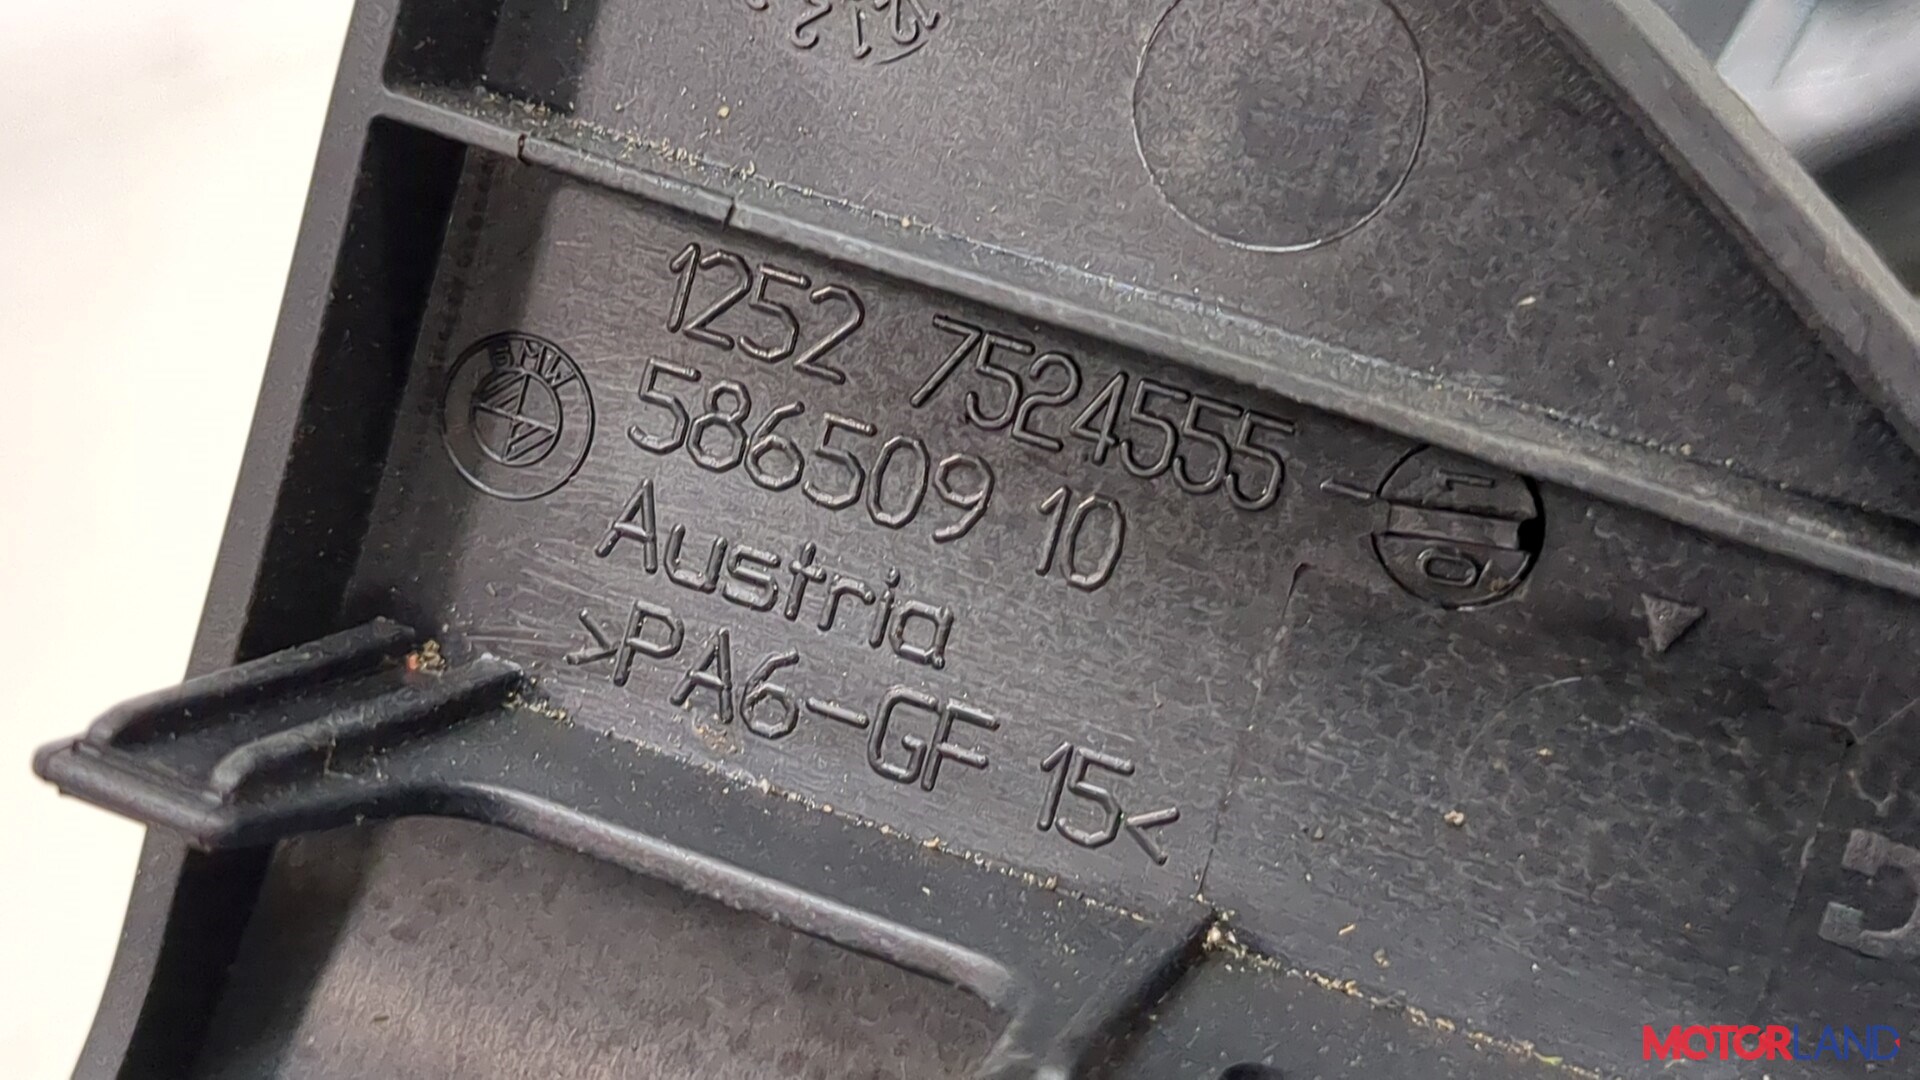 1252 7524555
586509 10
Austria
>PA6-GF 15<
BMW
MOTORLAND